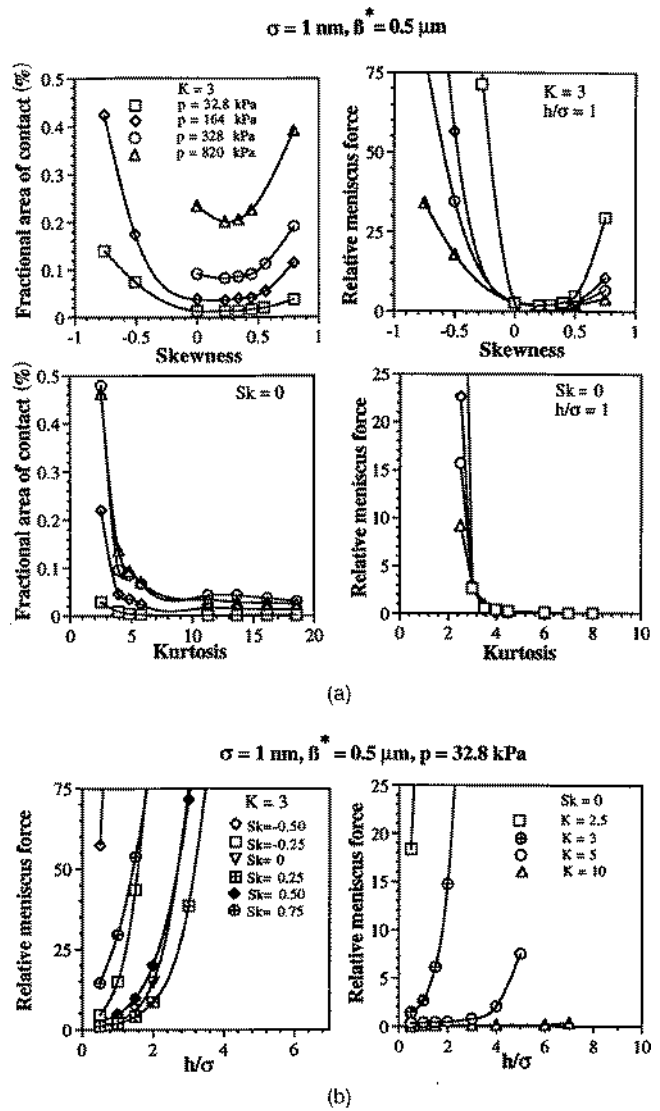 σ = 1 nm, ß* = 0.5 µm
Fractional area of contact (%)
0.5
0.4
0.3
0.2
0.1
0
K = 3
p = 32.8 kPa
p = 164 kPa
p = 328 kPa
p = 820 kPa
-1 -0.5 0 0.5 1
Skewness
Relative meniscus force
75
50
25
0
K = 3
h/σ = 1
-1 -0.5 0 0.5 1
Skewness
Fractional area of contact (%)
0.5
0.4
0.3
0.2
0.1
0
Sk = 0
0 5 10 15 20
Kurtosis
Relative meniscus force
25
20
15
10
5
0
Sk = 0
h/σ = 1
0 2 4 6 8 10
Kurtosis
(a)
σ = 1 nm, ß* = 0.5 µm, p = 32.8 kPa
Relative meniscus force
75
50
25
0
K = 3
Sk=-0.50
Sk=-0.25
Sk= 0
Sk= 0.25
Sk= 0.50
Sk= 0.75
0 2 4 6
h/σ
Relative meniscus force
25
20
15
10
5
0
Sk = 0
K = 2.5
K = 3
K = 5
K = 10
0 2 4 6 8 10
h/σ
(b)